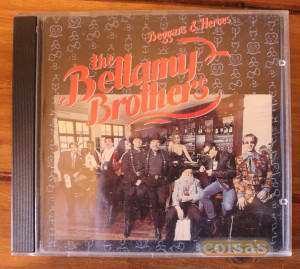 Beggars & Heroes
the
Bellamy
Brothers
coisas